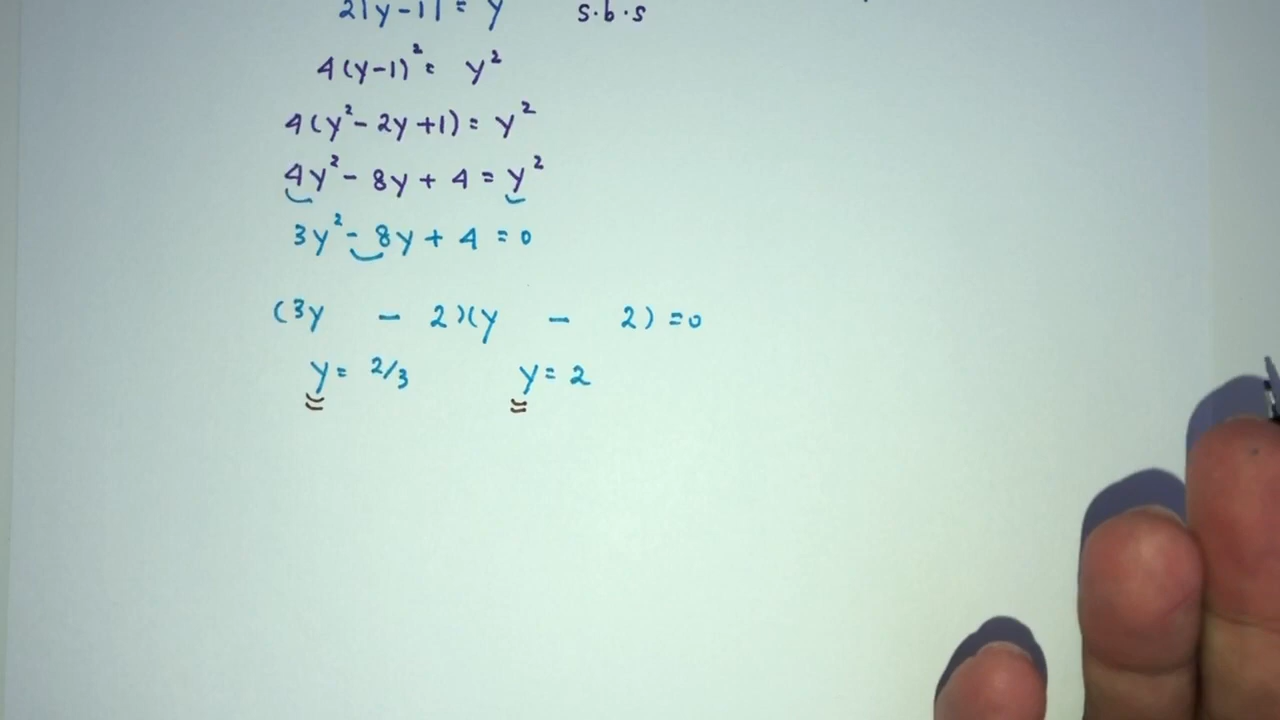 2|y-1| = y s.b.s
4(y-1)² = y²
4(y²- 2y +1) = y²
4y²- 8y + 4 = y²
3y²- 8y + 4 = 0
(3y - 2)(y - 2) = 0
y = 2/3 y = 2